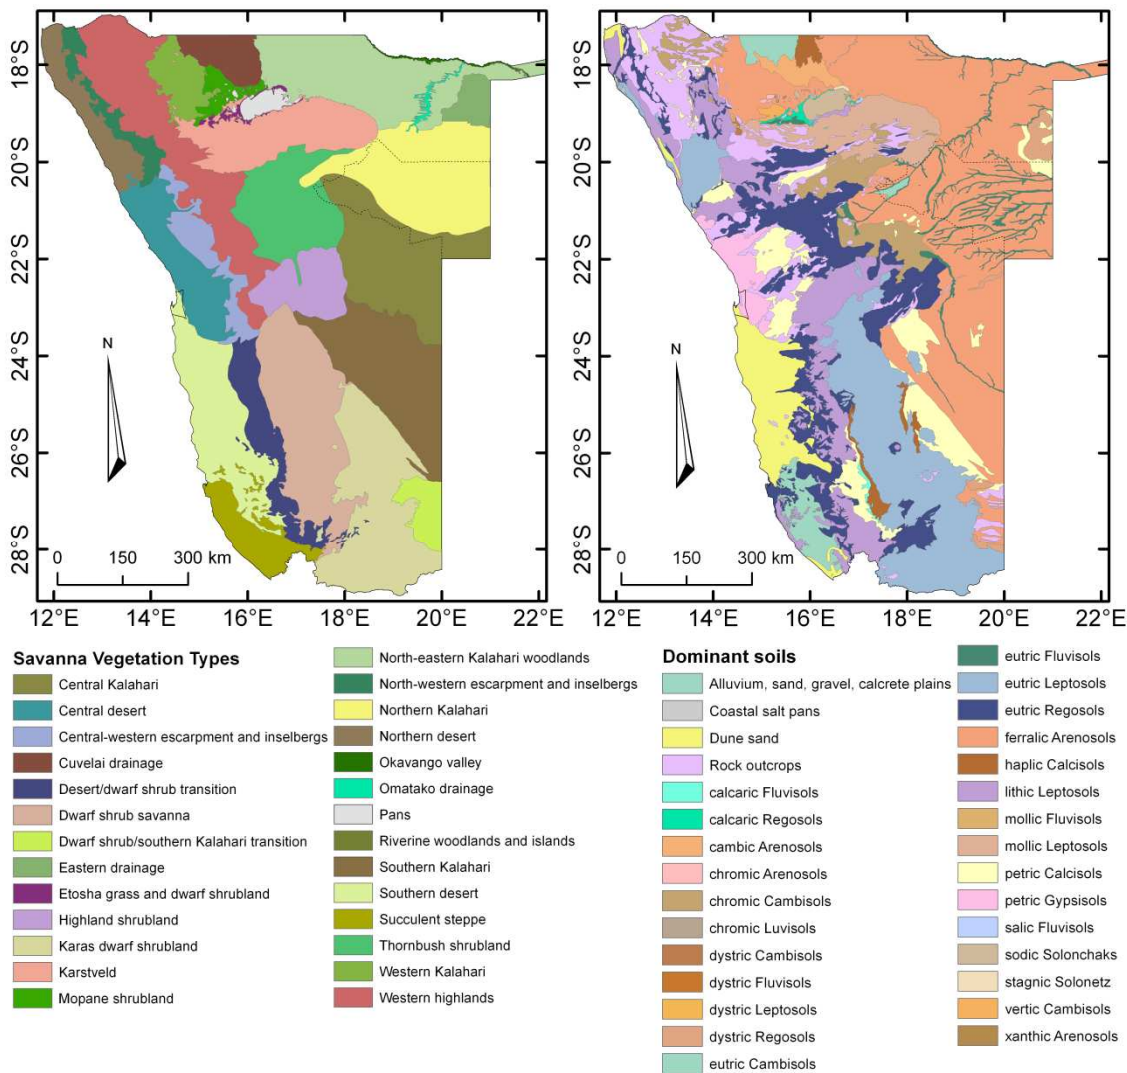 18°S
20°S
22°S
24°S
26°S
28°S
N
0 150 300 km
12°E 14°E 16°E 18°E 20°E 22°E
18°S
20°S
22°S
24°S
26°S
28°S
N
0 150 300 km
12°E 14°E 16°E 18°E 20°E 22°E
Savanna Vegetation Types
Central Kalahari
Central desert
Central-western escarpment and inselbergs
Cuvelai drainage
Desert/dwarf shrub transition
Dwarf shrub savanna
Dwarf shrub/southern Kalahari transition
Eastern drainage
Etosha grass and dwarf shrubland
Highland shrubland
Karas dwarf shrubland
Karstveld
Mopane shrubland
North-eastern Kalahari woodlands
North-western escarpment and inselbergs
Northern Kalahari
Northern desert
Okavango valley
Omatako drainage
Pans
Riverine woodlands and islands
Southern Kalahari
Southern desert
Succulent steppe
Thornbush shrubland
Western Kalahari
Western highlands
Dominant soils
Alluvium, sand, gravel, calcrete plains
Coastal salt pans
Dune sand
Rock outcrops
calcaric Fluvisols
calcaric Regosols
cambic Arenosols
chromic Arenosols
chromic Cambisols
chromic Luvisols
dystric Cambisols
dystric Fluvisols
dystric Leptosols
dystric Regosols
eutric Cambisols
eutric Fluvisols
eutric Leptosols
eutric Regosols
ferralic Arenosols
haplic Calcisols
lithic Leptosols
mollic Fluvisols
mollic Leptosols
petric Calcisols
petric Gypsisols
salic Fluvisols
sodic Solonchaks
stagnic Solonetz
vertic Cambisols
xanthic Arenosols